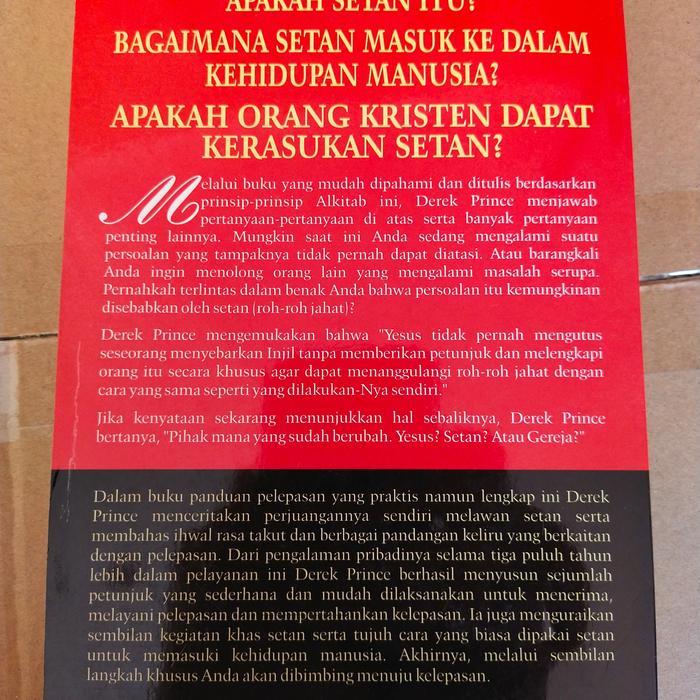 APAKAH SETAN ITU?
BAGAIMANA SETAN MASUK KE DALAM
KEHIDUPAN MANUSIA?
APAKAH ORANG KRISTEN DAPAT
KERASUKAN SETAN?
Melalui buku yang mudah dipahami dan ditulis berdasarkan
prinsip-prinsip Alkitab ini, Derek Prince menjawab
pertanyaan-pertanyaan di atas serta banyak pertanyaan
penting lainnya. Mungkin saat ini Anda sedang mengalami suatu
persoalan yang tampaknya tidak pernah dapat diatasi. Atau barangkali
Anda ingin menolong orang lain yang mengalami masalah serupa.
Pernahkah terlintas dalam benak Anda bahwa persoalan itu kemungkinan
disebabkan oleh setan (roh-roh jahat)?
Derek Prince mengemukakan bahwa "Yesus tidak pernah mengutus
seseorang menyebarkan Injil tanpa memberikan petunjuk dan melengkapi
orang itu secara khusus agar dapat menanggulangi roh-roh jahat dengan
cara yang sama seperti yang dilakukan-Nya sendiri."
Jika kenyataan sekarang menunjukkan hal sebaliknya, Derek Prince
bertanya, "Pihak mana yang sudah berubah. Yesus? Setan? Atau Gereja?"
Dalam buku panduan pelepasan yang praktis namun lengkap ini Derek
Prince menceritakan perjuangannya sendiri melawan setan serta
membahas ihwal rasa takut dan berbagai pandangan keliru yang berkaitan
dengan pelepasan. Dari pengalaman pribadinya selama tiga puluh tahun
lebih dalam pelayanan ini Derek Prince berhasil menyusun sejumlah
petunjuk yang sederhana dan mudah dilaksanakan untuk menerima,
melayani pelepasan dan mempertahankan kelepasan. Ia juga menguraikan
sembilan kegiatan khas setan serta tujuh cara yang biasa dipakai setan
untuk memasuki kehidupan manusia. Akhirnya, melalui sembilan
langkah khusus Anda akan dibimbing menuju kelepasan.